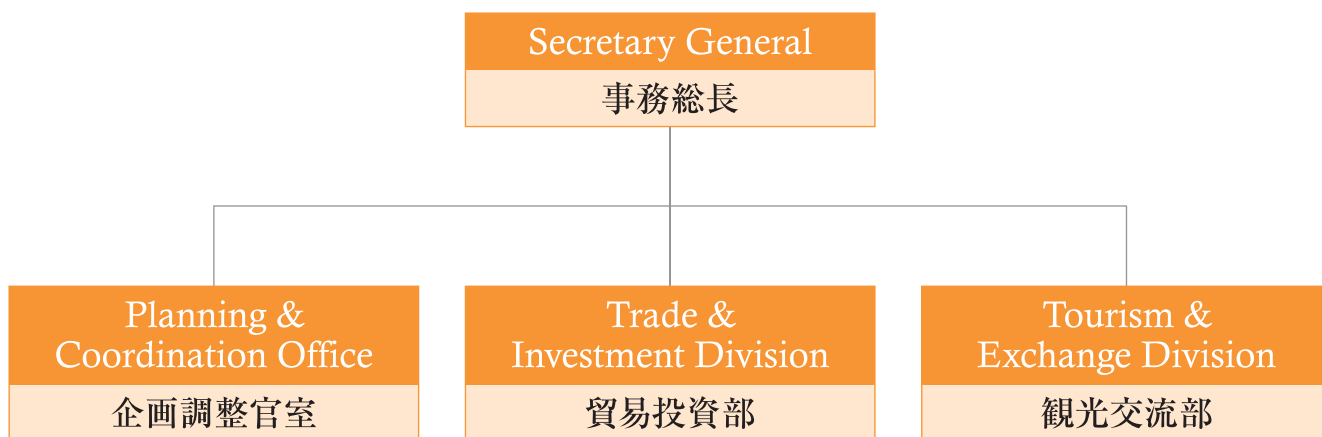 Secretary General
事務総長
Planning &
Coordination Office
企画調整官室
Trade &
Investment Division
貿易投資部
Tourism &
Exchange Division
観光交流部